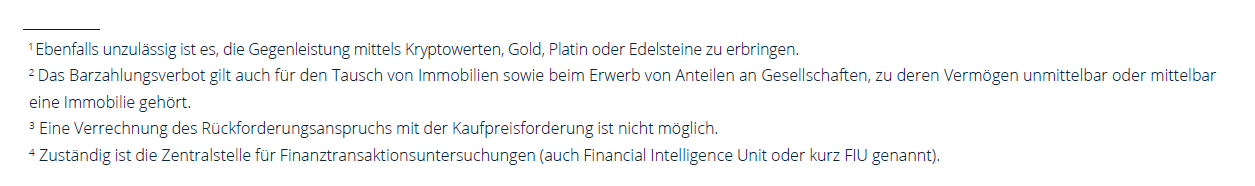 ¹ Ebenfalls unzulässig ist es, die Gegenleistung mittels Kryptowerten, Gold, Platin oder Edelsteine zu erbringen.
² Das Barzahlungsverbot gilt auch für den Tausch von Immobilien sowie beim Erwerb von Anteilen an Gesellschaften, zu deren Vermögen unmittelbar oder mittelbar
eine Immobilie gehört.
³ Eine Verrechnung des Rückforderungsanspruchs mit der Kaufpreisforderung ist nicht möglich.
⁴ Zuständig ist die Zentralstelle für Finanztransaktionsuntersuchungen (auch Financial Intelligence Unit oder kurz FIU genannt).